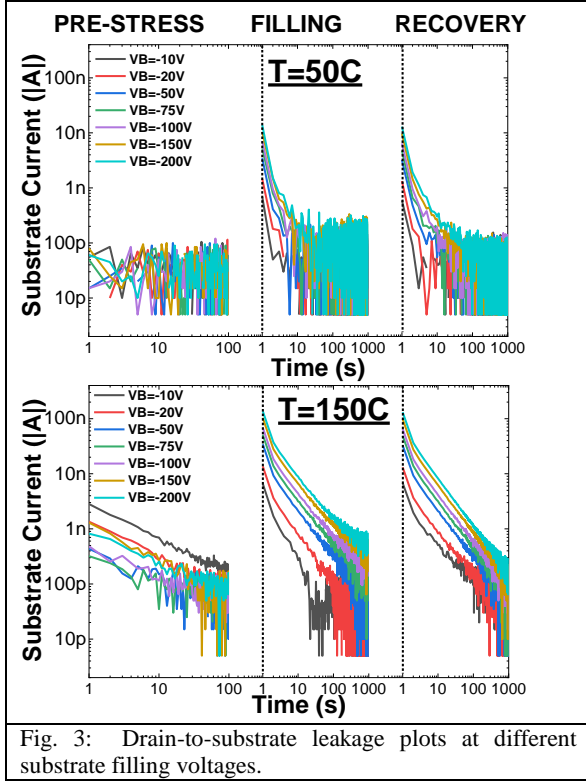 PRE-STRESS FILLING RECOVERY
T=50C
VB=-10V
VB=-20V
VB=-50V
VB=-75V
VB=-100V
VB=-150V
VB=-200V
Substrate Current (|A|)
100n
10n
1n
100p
10p
1 10 100 1 10 100 1000 1 10 100 1000
Time (s)
T=150C
VB=-10V
VB=-20V
VB=-50V
VB=-75V
VB=-100V
VB=-150V
VB=-200V
Substrate Current (|A|)
100n
10n
1n
100p
10p
1 10 100 1 10 100 1000 1 10 100 1000
Time (s)
Fig. 3: Drain-to-substrate leakage plots at different
substrate filling voltages.